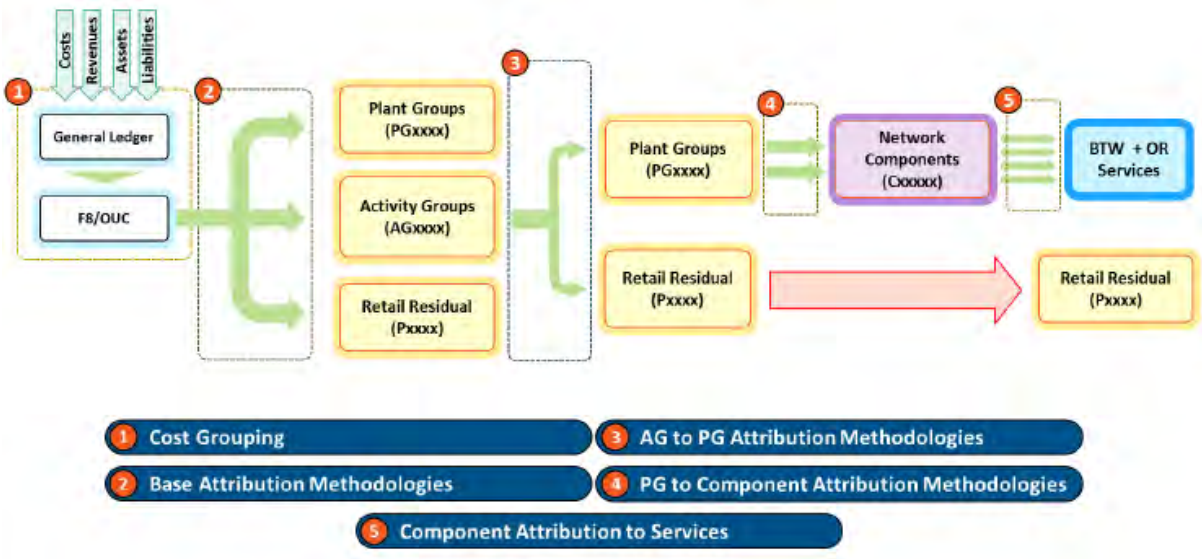 Costs
Revenues
Assets
Liabilities
1
General Ledger
F8/OUC
2
Plant Groups
(PGxxxx)
Activity Groups
(AGxxxx)
Retail Residual
(Pxxxx)
3
Plant Groups
(PGxxxx)
Retail Residual
(Pxxxx)
4
Network
Components
(Cxxxxx)
5
BTW + OR
Services
Retail Residual
(Pxxxx)
1 Cost Grouping
3 AG to PG Attribution Methodologies
2 Base Attribution Methodologies
4 PG to Component Attribution Methodologies
5 Component Attribution to Services